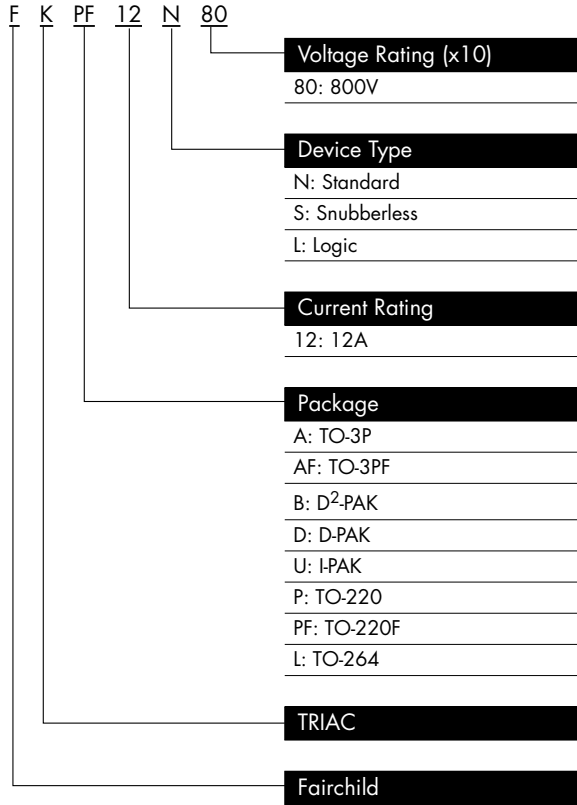 F K PF 12 N 80
Voltage Rating (x10)
80: 800V
Device Type
N: Standard
S: Snubberless
L: Logic
Current Rating
12: 12A
Package
A: TO-3P
AF: TO-3PF
B: D²-PAK
D: D-PAK
U: I-PAK
P: TO-220
PF: TO-220F
L: TO-264
TRIAC
Fairchild